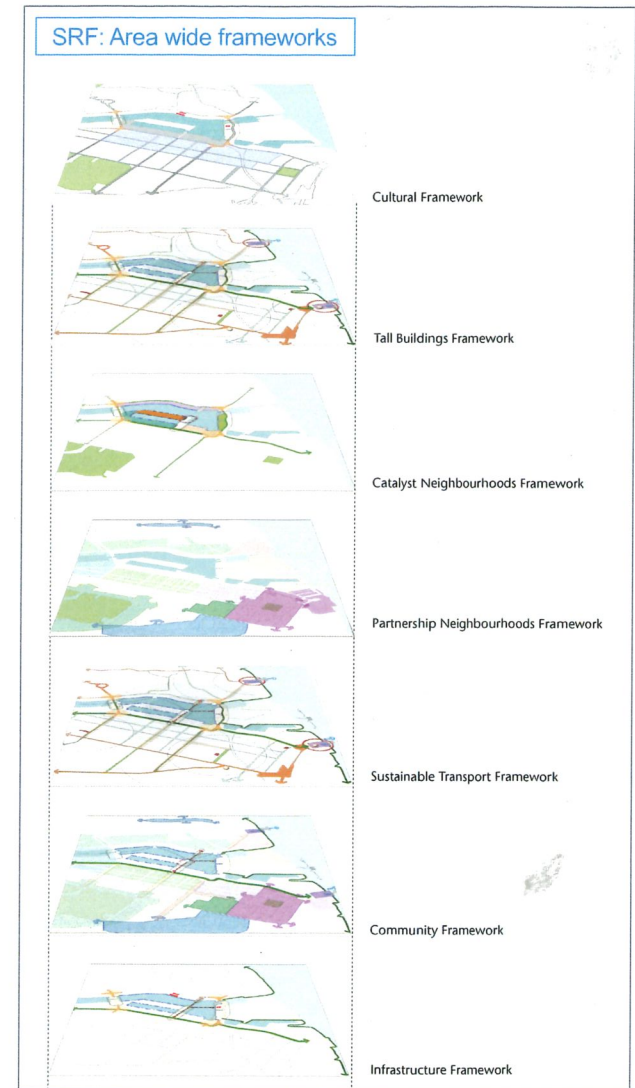 SRF: Area wide frameworks
Cultural Framework
Tall Buildings Framework
Catalyst Neighbourhoods Framework
Partnership Neighbourhoods Framework
Sustainable Transport Framework
Community Framework
Infrastructure Framework